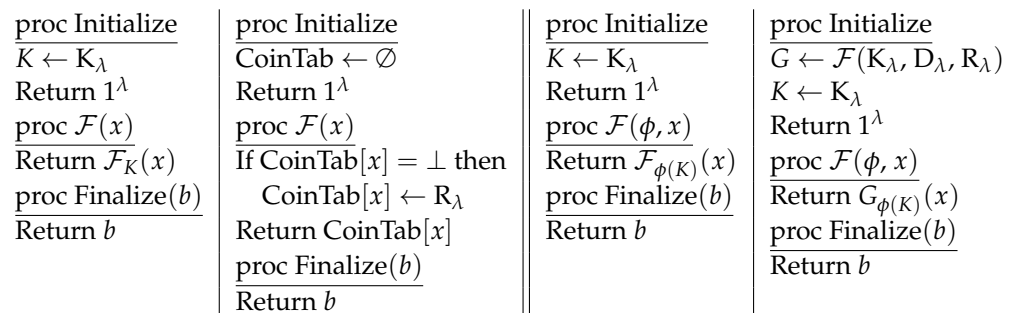 proc Initialize
K ← K_λ
Return 1^λ
proc 𝓕(x)
Return 𝓕_K(x)
proc Finalize(b)
Return b
proc Initialize
CoinTab ← ∅
Return 1^λ
proc 𝓕(x)
If CoinTab[x] = ⊥ then
CoinTab[x] ← R_λ
Return CoinTab[x]
proc Finalize(b)
Return b
proc Initialize
K ← K_λ
Return 1^λ
proc 𝓕(ϕ, x)
Return 𝓕_{ϕ(K)}(x)
proc Finalize(b)
Return b
proc Initialize
G ← 𝓕(K_λ, D_λ, R_λ)
K ← K_λ
Return 1^λ
proc 𝓕(ϕ, x)
Return G_{ϕ(K)}(x)
proc Finalize(b)
Return b